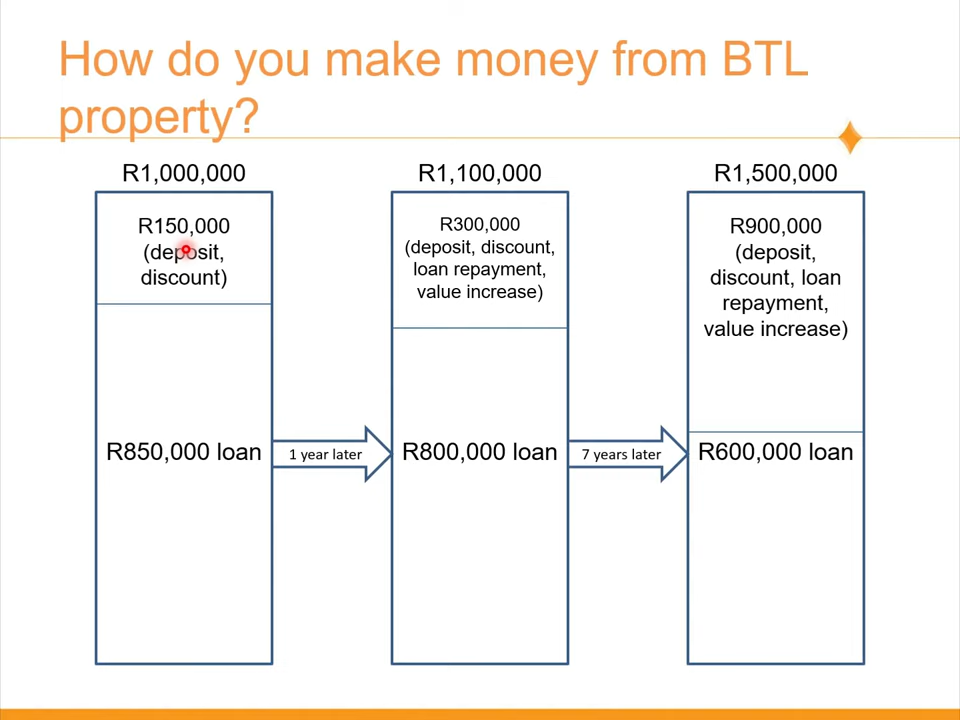 How do you make money from BTL
property?
R1,000,000
R150,000
(deposit,
discount)
R850,000 loan
1 year later
R1,100,000
R300,000
(deposit, discount,
loan repayment,
value increase)
R800,000 loan
7 years later
R1,500,000
R900,000
(deposit,
discount, loan
repayment,
value increase)
R600,000 loan